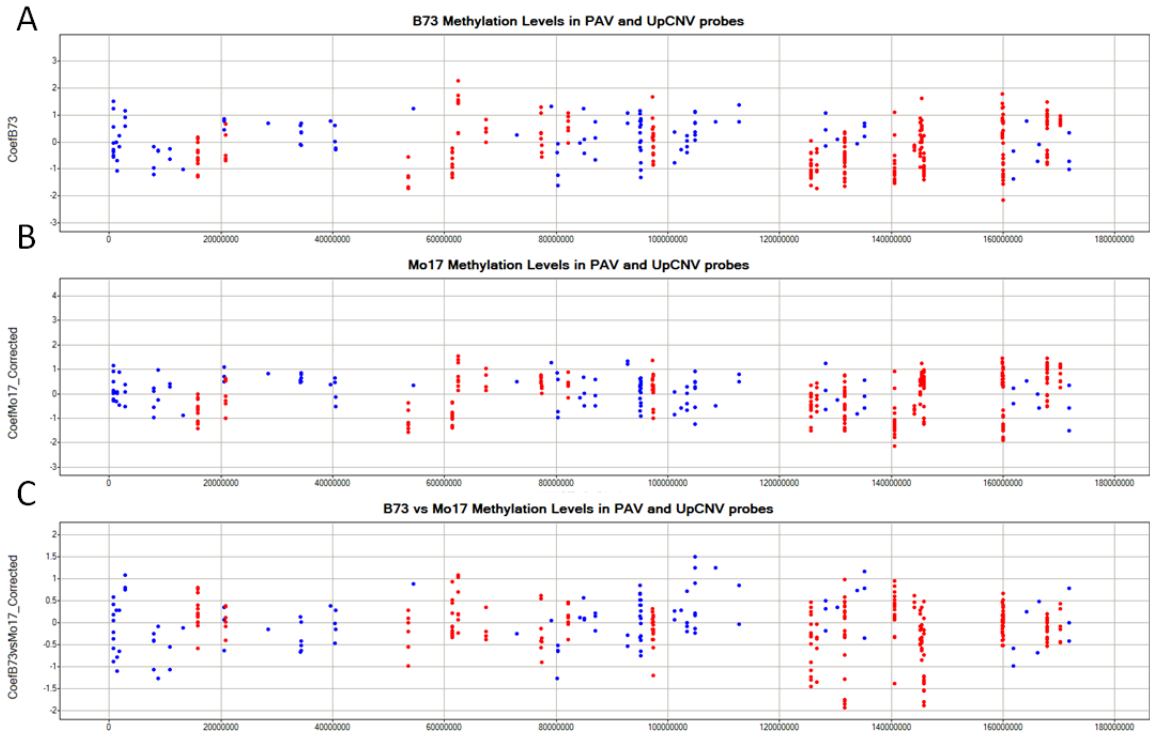 A
B73 Methylation Levels in PAV and UpCNV probes
CoefB73
3
2
1
0
-1
-2
-3
0 20000000 40000000 60000000 80000000 100000000 120000000 140000000 160000000 180000000
B
Mo17 Methylation Levels in PAV and UpCNV probes
CoefMo17_Corrected
4
3
2
1
0
-1
-2
-3
0 20000000 40000000 60000000 80000000 100000000 120000000 140000000 160000000 180000000
C
B73 vs Mo17 Methylation Levels in PAV and UpCNV probes
CoefB73vsMo17_Corrected
2
1.5
1
0.5
0
-0.5
-1
-1.5
-2
0 20000000 40000000 60000000 80000000 100000000 120000000 140000000 160000000 180000000